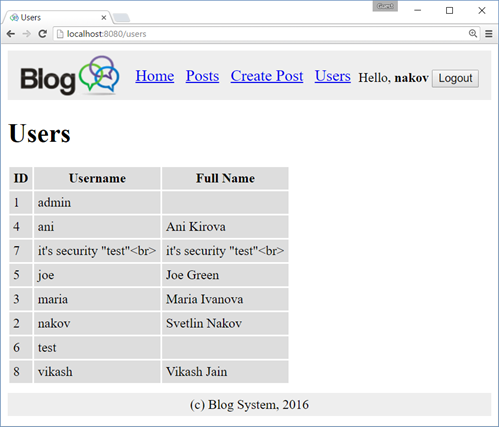 Users
Guest
localhost:8080/users
Blog Home Posts Create Post Users Hello, nakov Logout
Users
ID Username Full Name
1 admin
4 ani Ani Kirova
7 it's security "test"<br> it's security "test"<br>
5 joe Joe Green
3 maria Maria Ivanova
2 nakov Svetlin Nakov
6 test
8 vikash Vikash Jain
(c) Blog System, 2016